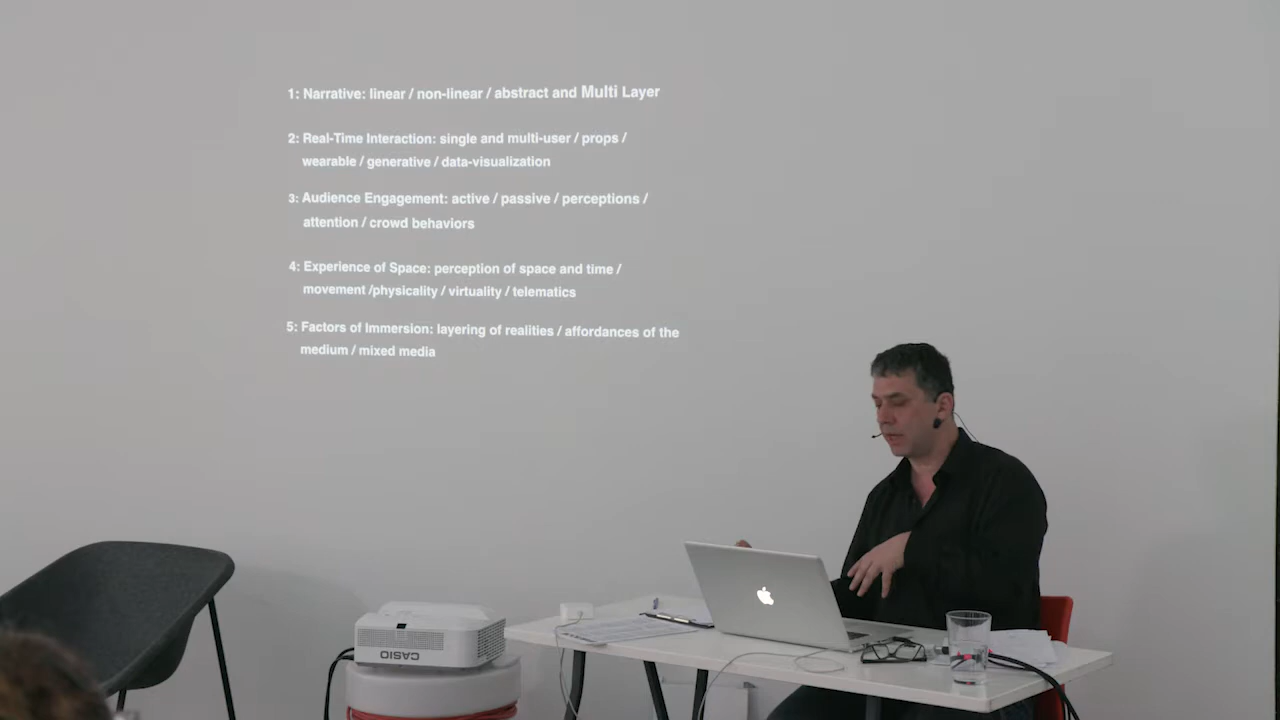 1: Narrative: linear / non-linear / abstract and Multi Layer
2: Real-Time Interaction: single and multi-user / props /
wearable / generative / data-visualization
3: Audience Engagement: active / passive / perceptions /
attention / crowd behaviors
4: Experience of Space: perception of space and time /
movement /physicality / virtuality / telematics
5: Factors of Immersion: layering of realities / affordances of the
medium / mixed media
CASIO